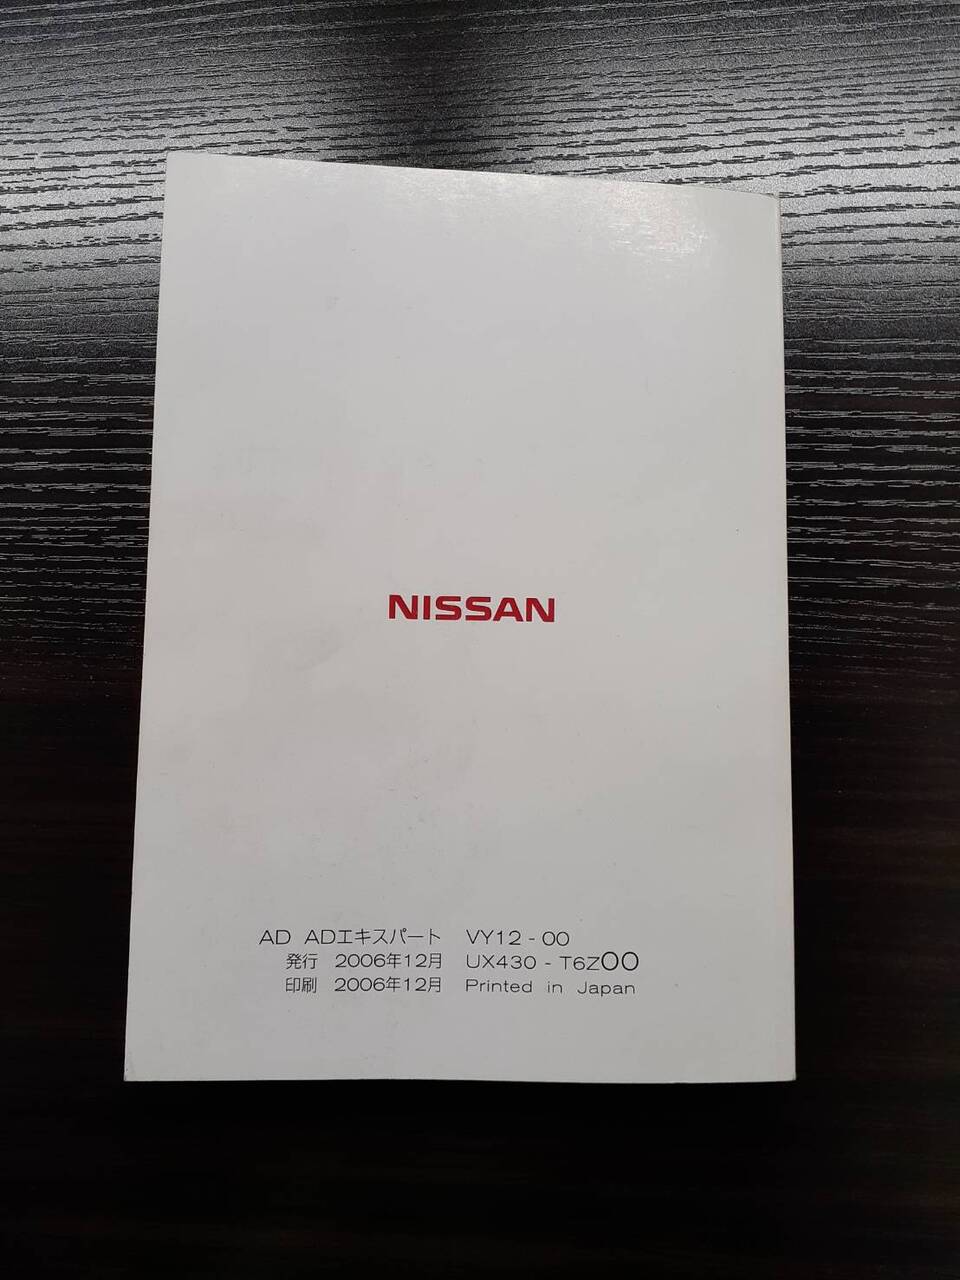 NISSAN
AD ADエキスパート VY12 - 00
発行 2006年12月 UX430 - T6Z00
印刷 2006年12月 Printed in Japan